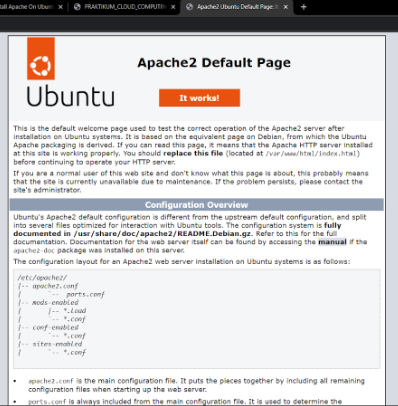 tall Apache On Ubun
PRAKTIKUM_CLOUD_COMPUTIN
Apache2 Ubuntu Default Page: I
Ubuntu
Apache2 Default Page
It works!
This is the default welcome page used to test the correct operation of the Apache2 server after
installation on Ubuntu systems. It is based on the equivalent page on Debian, from which the Ubuntu
Apache packaging is derived. If you can read this page, it means that the Apache HTTP server installed
at this site is working properly. You should replace this file (located at /var/www/html/index.html)
before continuing to operate your HTTP server.
If you are a normal user of this web site and don't know what this page is about, this probably means
that the site is currently unavailable due to maintenance. If the problem persists, please contact the
site's administrator.
Configuration Overview
Ubuntu's Apache2 default configuration is different from the upstream default configuration, and split
into several files optimized for interaction with Ubuntu tools. The configuration system is fully
documented in /usr/share/doc/apache2/README.Debian.gz. Refer to this for the full
documentation. Documentation for the web server itself can be found by accessing the manual if the
apache2-doc package was installed on this server.
The configuration layout for an Apache2 web server installation on Ubuntu systems is as follows:
/etc/apache2/
|-- apache2.conf
|       `--  ports.conf
|-- mods-enabled
|       |-- *.load
|       `-- *.conf
|-- conf-enabled
|       `-- *.conf
|-- sites-enabled
|       `-- *.conf
• apache2.conf is the main configuration file. It puts the pieces together by including all remaining
configuration files when starting up the web server.
• ports.conf is always included from the main configuration file. It is used to determine the